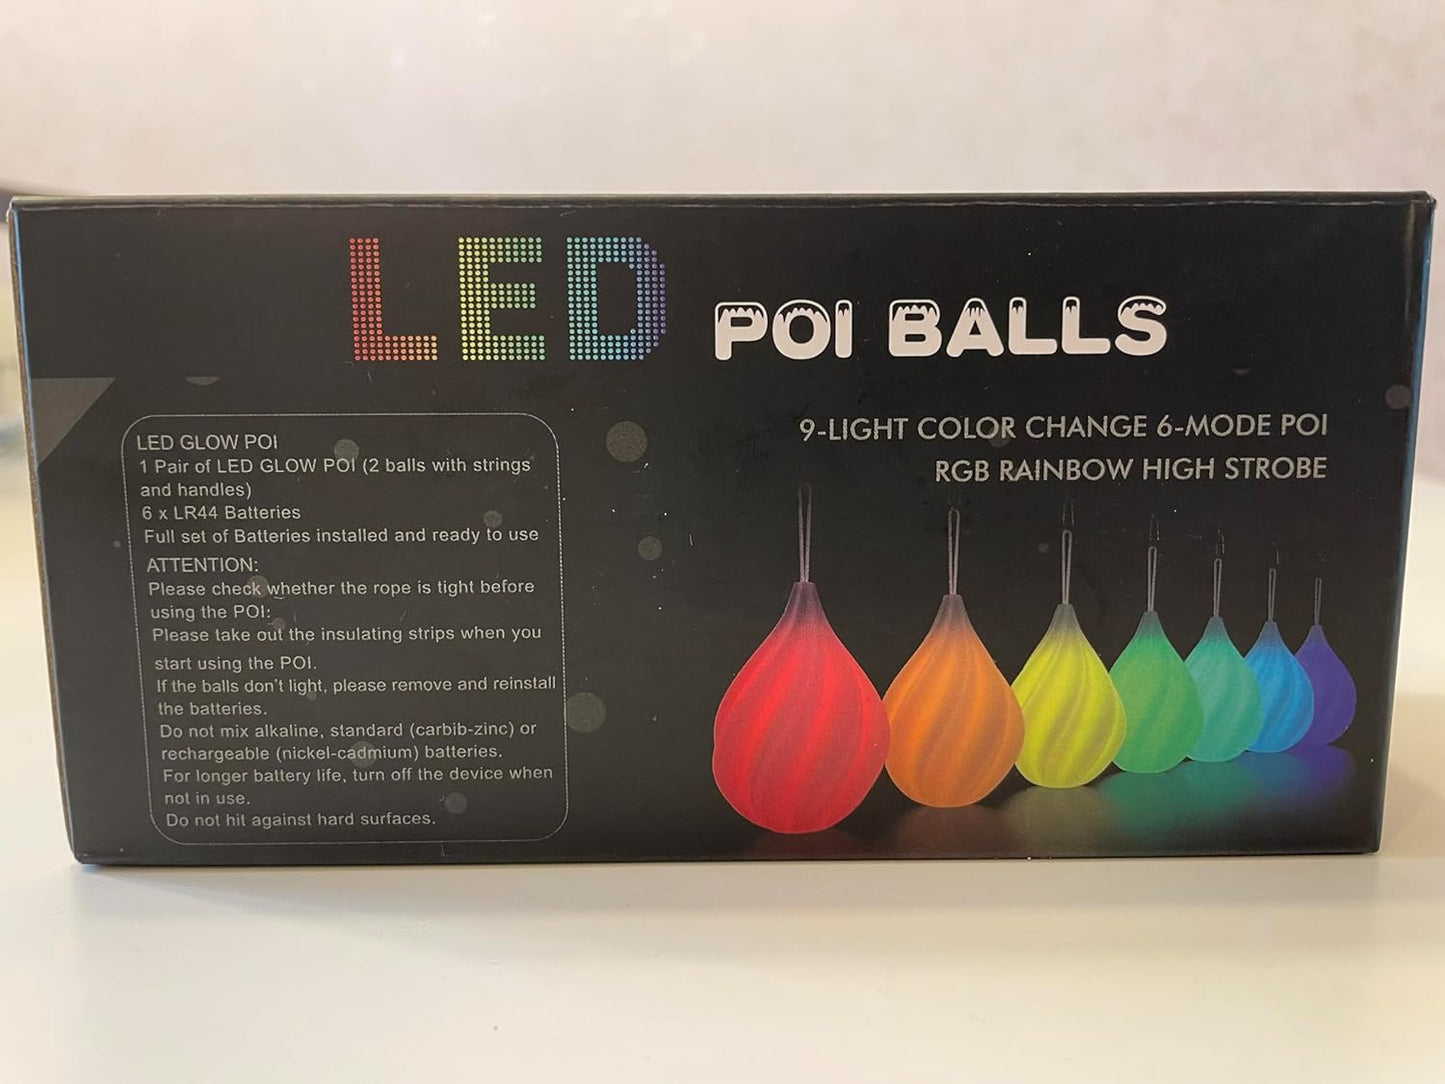 LED POI BALLS
9-LIGHT COLOR CHANGE 6-MODE POI
RGB RAINBOW HIGH STROBE
LED GLOW POI
1 Pair of LED GLOW POI (2 balls with strings
and handles)
6 x LR44 Batteries
Full set of Batteries installed and ready to use
ATTENTION:
Please check whether the rope is tight before
using the POI:
Please take out the insulating strips when you
start using the POI.
If the balls don't light, please remove and reinstall
the batteries.
Do not mix alkaline, standard (carbib-zinc) or
rechargeable (nickel-cadmium) batteries.
For longer battery life, turn off the device when
not in use.
Do not hit against hard surfaces.